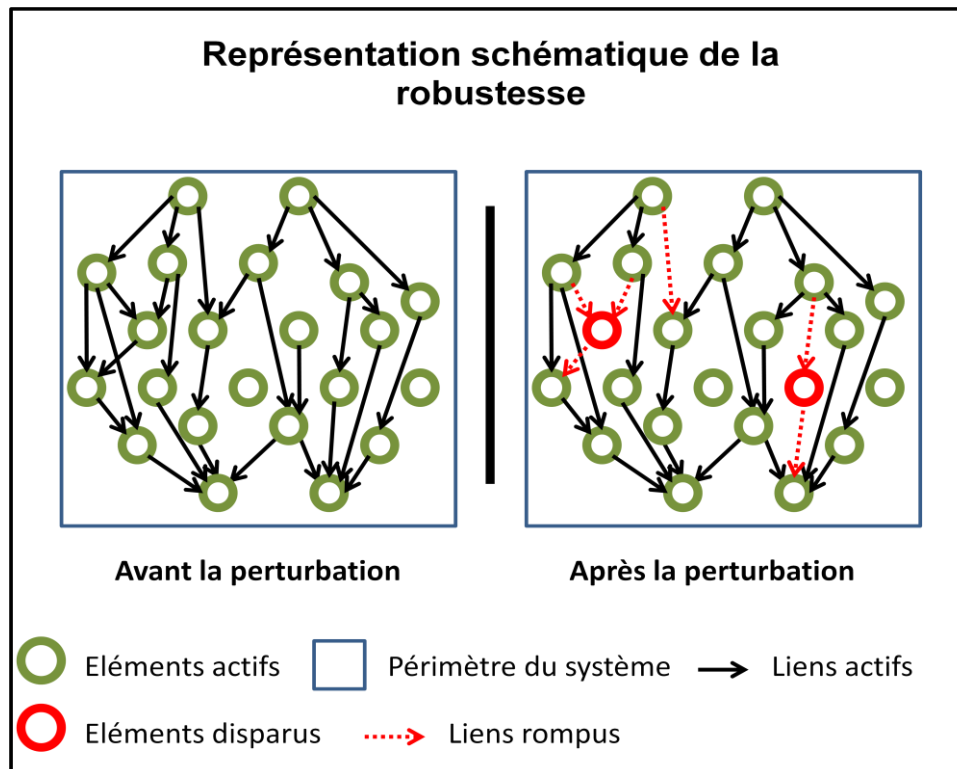 Représentation schématique de la
robustesse
Avant la perturbation
Après la perturbation
Eléments actifs
Périmètre du système
Liens actifs
Eléments disparus
Liens rompus